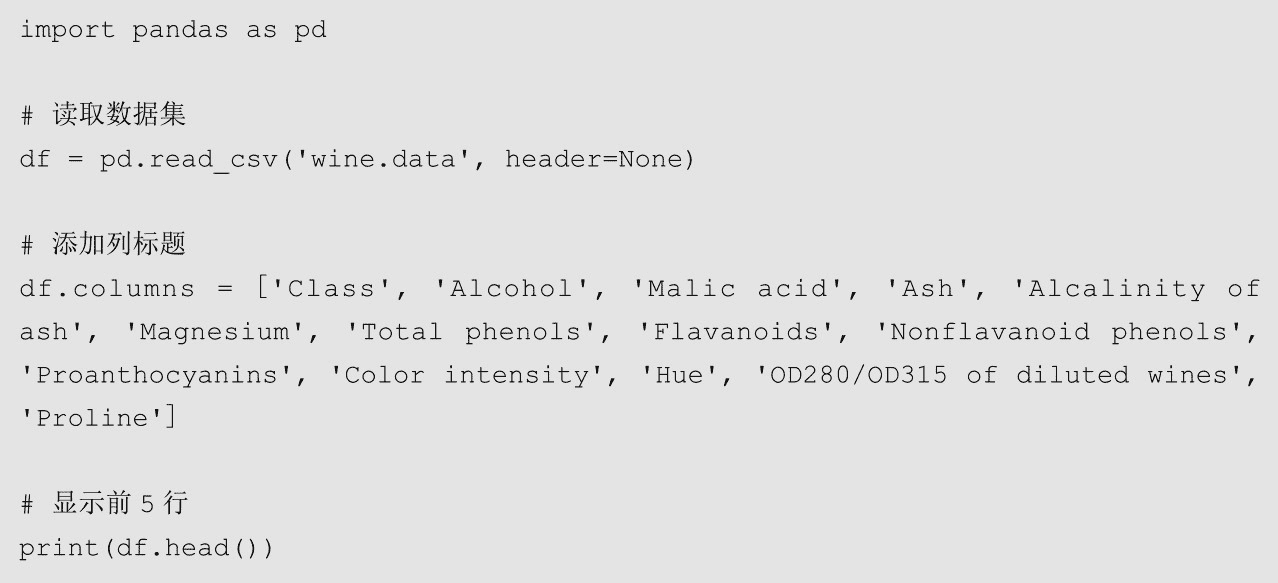 import pandas as pd
# 读取数据集
df = pd.read_csv('wine.data', header=None)
# 添加列标题
df.columns = ['Class', 'Alcohol', 'Malic acid', 'Ash', 'Alcalinity of
ash', 'Magnesium', 'Total phenols', 'Flavanoids', 'Nonflavanoid phenols',
'Proanthocyanins', 'Color intensity', 'Hue', 'OD280/OD315 of diluted wines',
'Proline']
# 显示前 5 行
print(df.head())